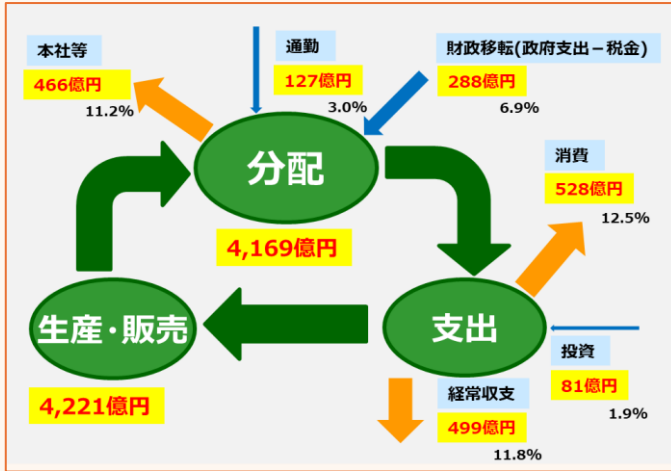 本社等
466億円
11.2%
通勤
127億円
3.0%
財政移転(政府支出－税金)
288億円
6.9%
分配
4,169億円
消費
528億円
12.5%
生産・販売
4,221億円
支出
投資
81億円
1.9%
経常収支
499億円
11.8%